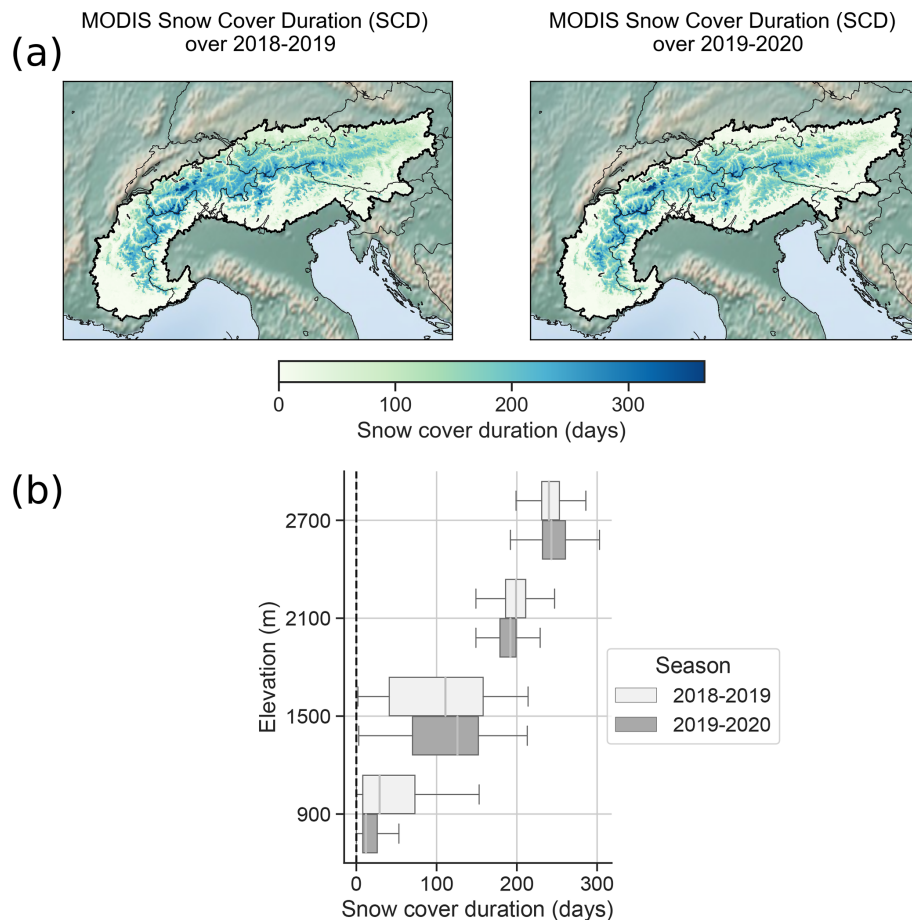 (a)
MODIS Snow Cover Duration (SCD)
over 2018-2019
MODIS Snow Cover Duration (SCD)
over 2019-2020
0 100 200 300
Snow cover duration (days)
(b)
Elevation (m)
2700
2100
1500
900
0 100 200 300
Snow cover duration (days)
Season
2018-2019
2019-2020